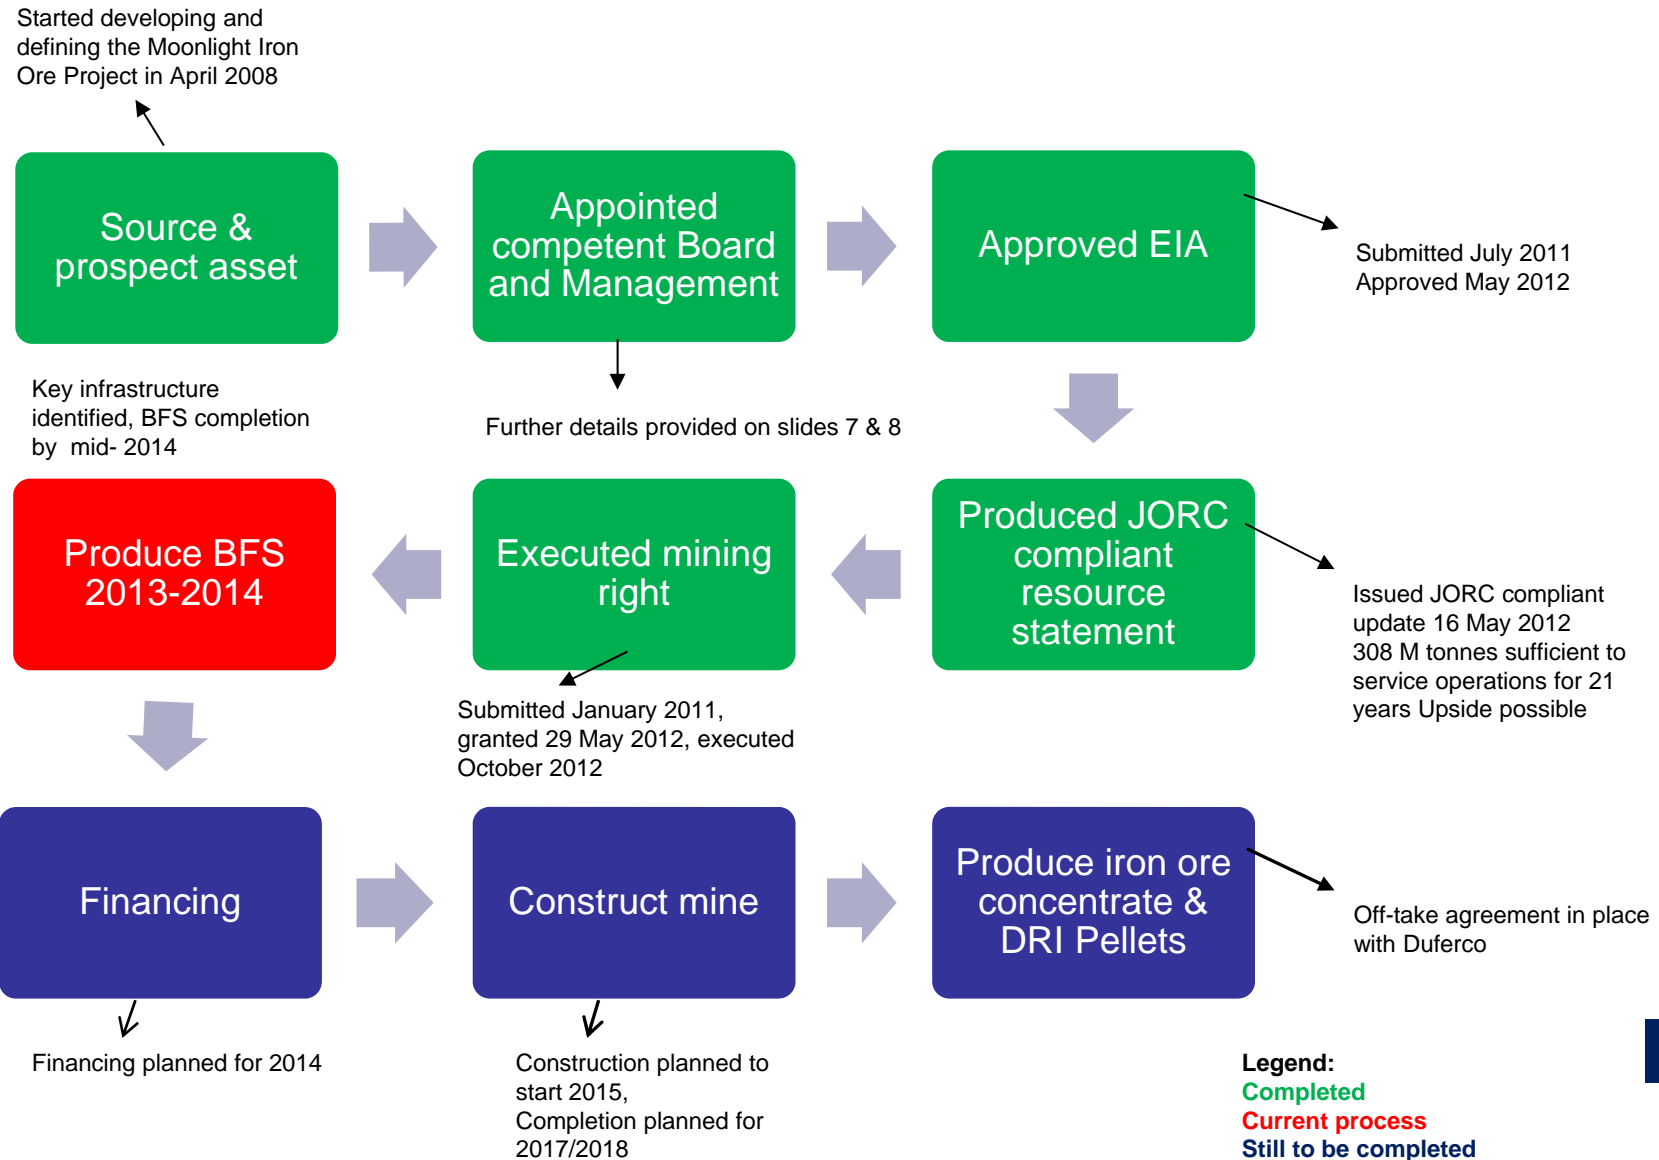 Started developing and
defining the Moonlight Iron
Ore Project in April 2008
Source &
prospect asset
Appointed
competent Board
and Management
Approved EIA
Submitted July 2011
Approved May 2012
Key infrastructure
identified, BFS completion
by  mid- 2014
Further details provided on slides 7 & 8
Produce BFS
2013-2014
Executed mining
right
Produced JORC
compliant
resource
statement
Issued JORC compliant
update 16 May 2012
308 M tonnes sufficient to
service operations for 21
years Upside possible
Submitted January 2011,
granted 29 May 2012, executed
October 2012
Financing
Construct mine
Produce iron ore
concentrate &
DRI Pellets
Off-take agreement in place
with Duferco
Financing planned for 2014
Construction planned to
start 2015,
Completion planned for
2017/2018
Legend:
Completed
Current process
Still to be completed